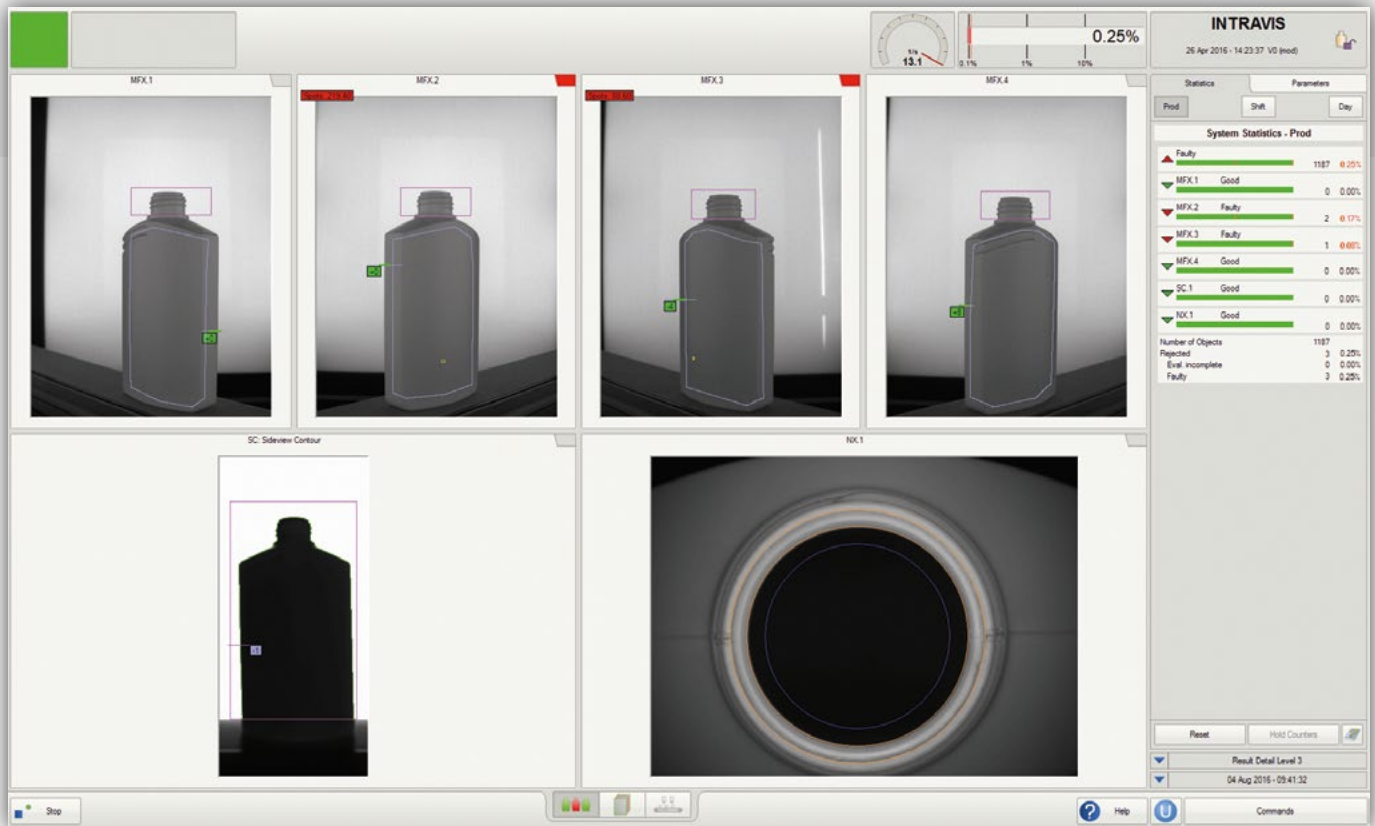 1/s
13.1
0.25%
0.1% 1% 10%
INTRAVIS
26 Apr 2016 - 14:23:37 V0 (mod)
MFX.1
MFX.2
MFX.3
MFX.4
Statistics Parameters
Prod Shift Day
System Statistics - Prod
Faulty
1187 0.25%
MFX.1 Good
0 0.00%
MFX.2 Faulty
2 0.17%
MFX.3 Faulty
1 0.08%
MFX.4 Good
0 0.00%
SC.1 Good
0 0.00%
NX.1 Good
0 0.00%
Number of Objects 1187
Rejected 3 0.25%
Eval. incomplete 0 0.00%
Faulty 3 0.25%
SC: Sideview Contour
NX.1
Reset Hold Counters
Result Detail Level 3
04 Aug 2016 - 09:41:32
Stop
? Help
U
Commands